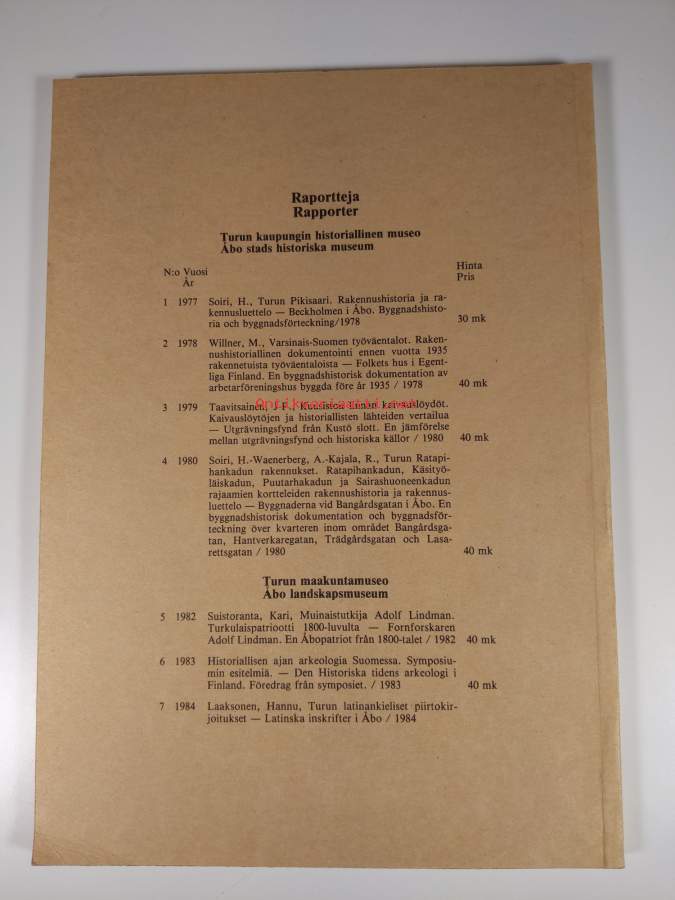 Raportteja
Rapporter
Turun kaupungin historiallinen museo
Åbo stads historiska museum
N:o Vuosi Hinta
År Pris
1 1977 Soiri, H., Turun Pikisaari. Rakennushistoria ja ra-
kennusluettelo — Beckholmen i Åbo. Byggnadshisto-
ria och byggnadsförteckning/1978 30 mk
2 1978 Willner, M., Varsinais-Suomen työväentalot. Raken-
nushistoriallinen dokumentointi ennen vuotta 1935
rakennetuista työväentaloista — Folkets hus i Egent-
liga Finland. En byggnadshistorisk dokumentation av
arbetarföreningshus byggda före år 1935 / 1978 40 mk
3 1979 Taavitsainen, J-P., Kuusiston linnan kaivauslöydöt.
Kaivauslöytöjen ja historiallisten lähteiden vertailua
— Utgrävningsfynd från Kustö slott. En jämförelse
mellan utgrävningsfynd och historiska källor / 1980 40 mk
Antikvariaatti.net
4 1980 Soiri, H.-Waenerberg, A.-Kajala, R., Turun Ratapi-
hankadun rakennukset. Ratapihankadun, Käsityö-
läiskadun, Puutarhakadun ja Sairashuoneenkadun
rajaamien kortteleiden rakennushistoria ja rakennus-
luettelo — Byggnaderna vid Bangårdsgatan i Åbo. En
byggnadshistorisk dokumentation och byggnadsför-
teckning över kvarteren inom området Bangårdsga-
tan, Hantverkaregatan, Trädgårdsgatan och Lasa-
rettsgatan / 1980 40 mk
Turun maakuntamuseo
Åbo landskapsmuseum
5 1982 Suistoranta, Kari, Muinaistutkija Adolf Lindman.
Turkulaispatriootti 1800-luvulta — Fornforskaren
Adolf Lindman. En Åbopatriot från 1800-talet / 1982 40 mk
6 1983 Historiallisen ajan arkeologia Suomessa. Symposiu-
min esitelmiä. — Den Historiska tidens arkeologi i
Finland. Föredrag från symposiet. / 1983 40 mk
7 1984 Laaksonen, Hannu, Turun latinankieliset piirtokir-
joitukset — Latinska inskrifter i Åbo / 1984